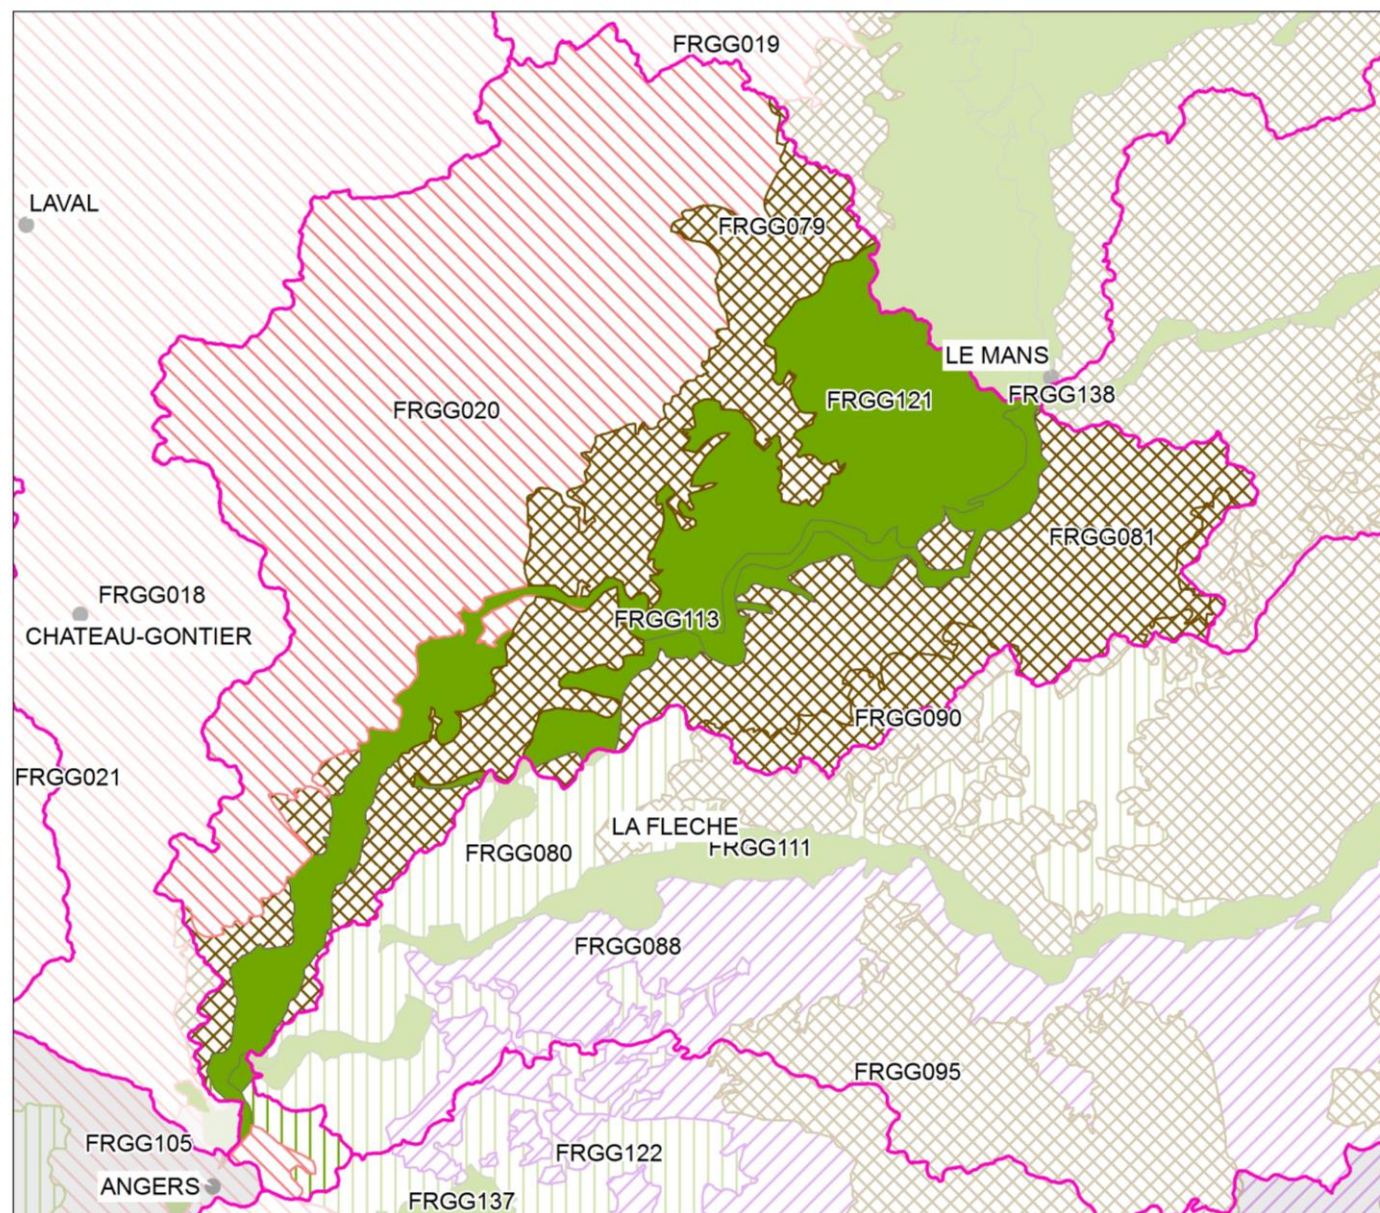 FRGG019
LAVAL
FRGG079
LE MANS
FRGG138
FRGG121
FRGG020
FRGG081
FRGG018
FRGG113
CHATEAU-GONTIER
FRGG090
FRGG021
LA FLECHE
FRGG111
FRGG080
FRGG088
FRGG095
FRGG105
FRGG122
ANGERS
FRGG137